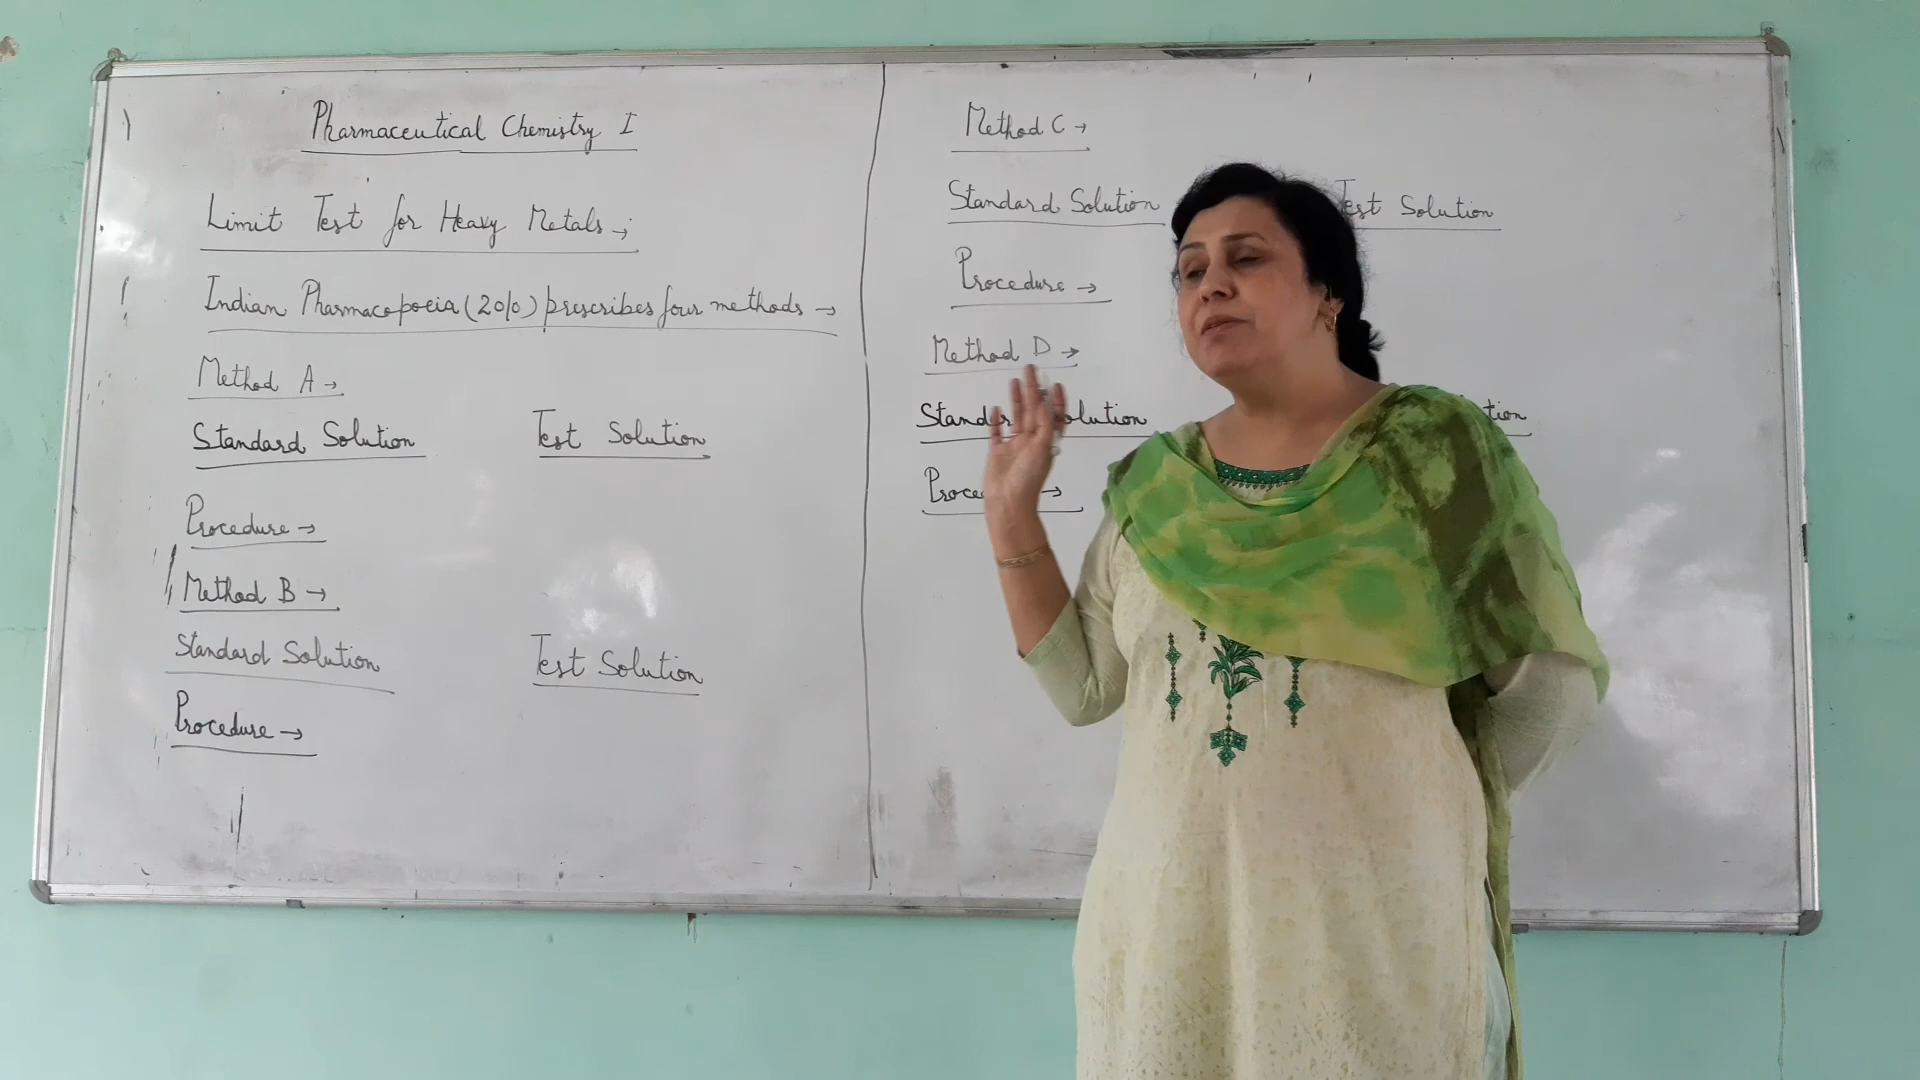 Pharmaceutical Chemistry I
Limit Test for Heavy Metals →
Indian Pharmacopoeia (2010) prescribes four methods →
Method A →
Standard Solution Test Solution
Procedure →
Method B →
Standard Solution Test Solution
Procedure →
Method C →
Standard Solution Test Solution
Procedure →
Method D →
Solution